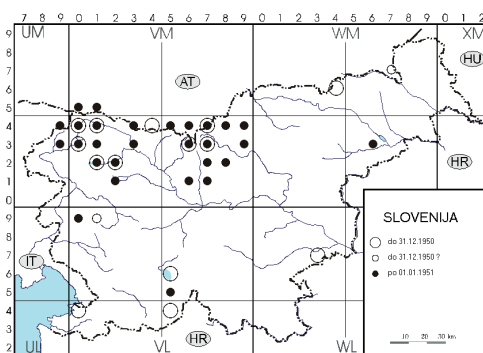 7 8 9 0 1 2 3 4 5 6 7 8 9 0 1 2 3 4 5 6 7 8 9 0 1 2
9 UM VM WM XM
8 HU
7 AT
6
5
4
3 HR
2
1
0
9 SLOVENIJA
8 do 31.12.1950
7 IT do 31.12.1950 ?
6 po 01.01.1951
5
4
3 HR 10 20 30 km
2 UL VL WL